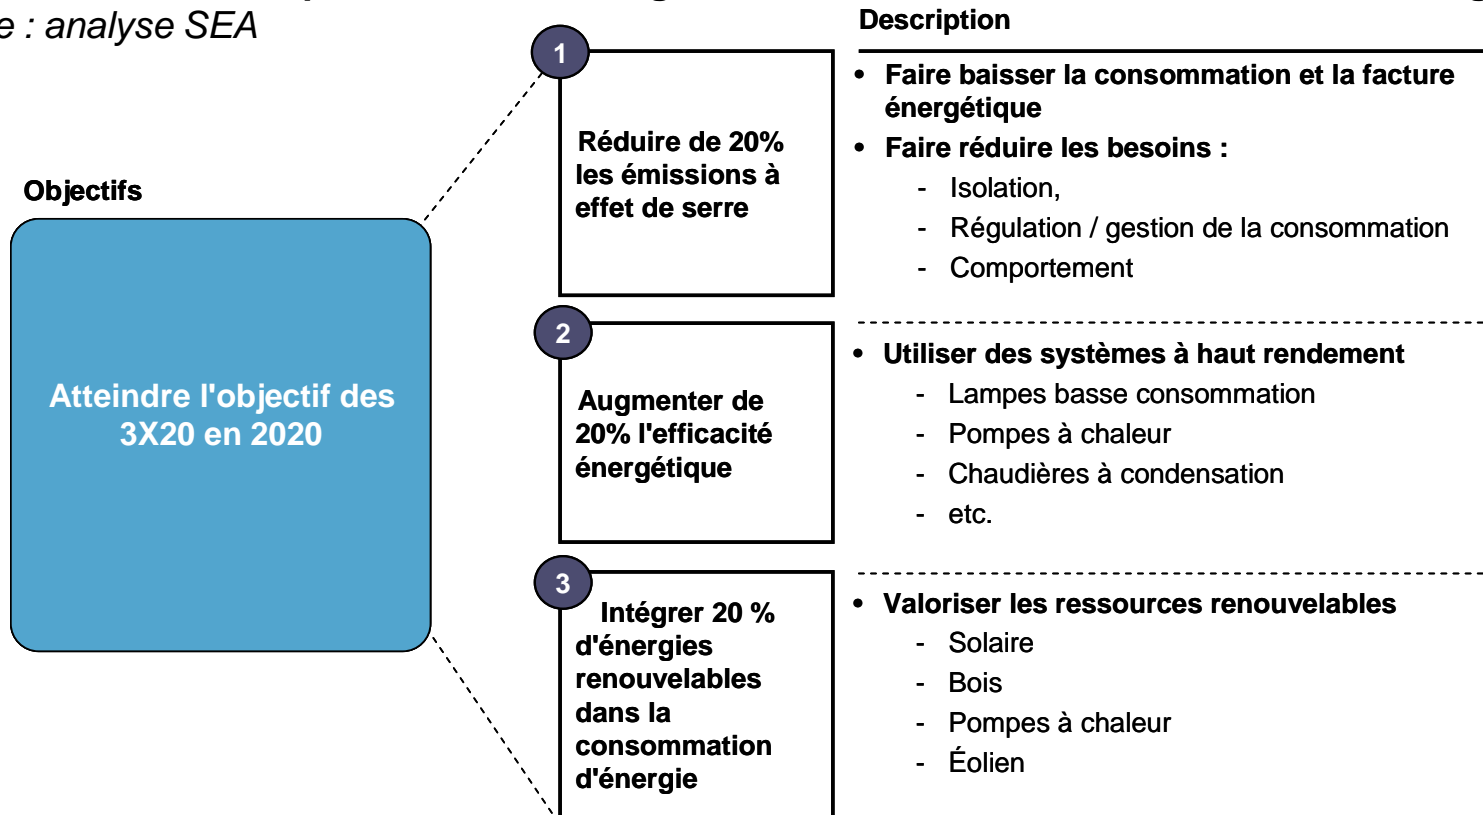 e : analyse SEA
Description
Objectifs
Atteindre l'objectif des
3X20 en 2020
1
Réduire de 20%
les émissions à
effet de serre
• Faire baisser la consommation et la facture
énergétique
• Faire réduire les besoins :
- Isolation,
- Régulation / gestion de la consommation
- Comportement
2
Augmenter de
20% l'efficacité
énergétique
• Utiliser des systèmes à haut rendement
- Lampes basse consommation
- Pompes à chaleur
- Chaudières à condensation
- etc.
3
Intégrer 20 %
d'énergies
renouvelables
dans la
consommation
d'énergie
• Valoriser les ressources renouvelables
- Solaire
- Bois
- Pompes à chaleur
- Éolien